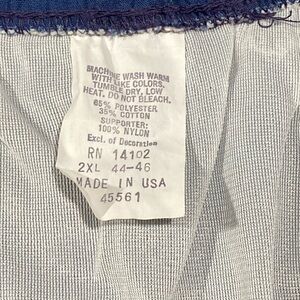 MACHINE WASH WARM
WITH LIKE COLORS,
TUMBLE DRY, LOW
HEAT. DO NOT BLEACH.
65% POLYESTER
35% COTTON
SUPPORTER:
100% NYLON
Excl. of Decoration
RN 14102
2XL 44-46
MADE IN USA
45561